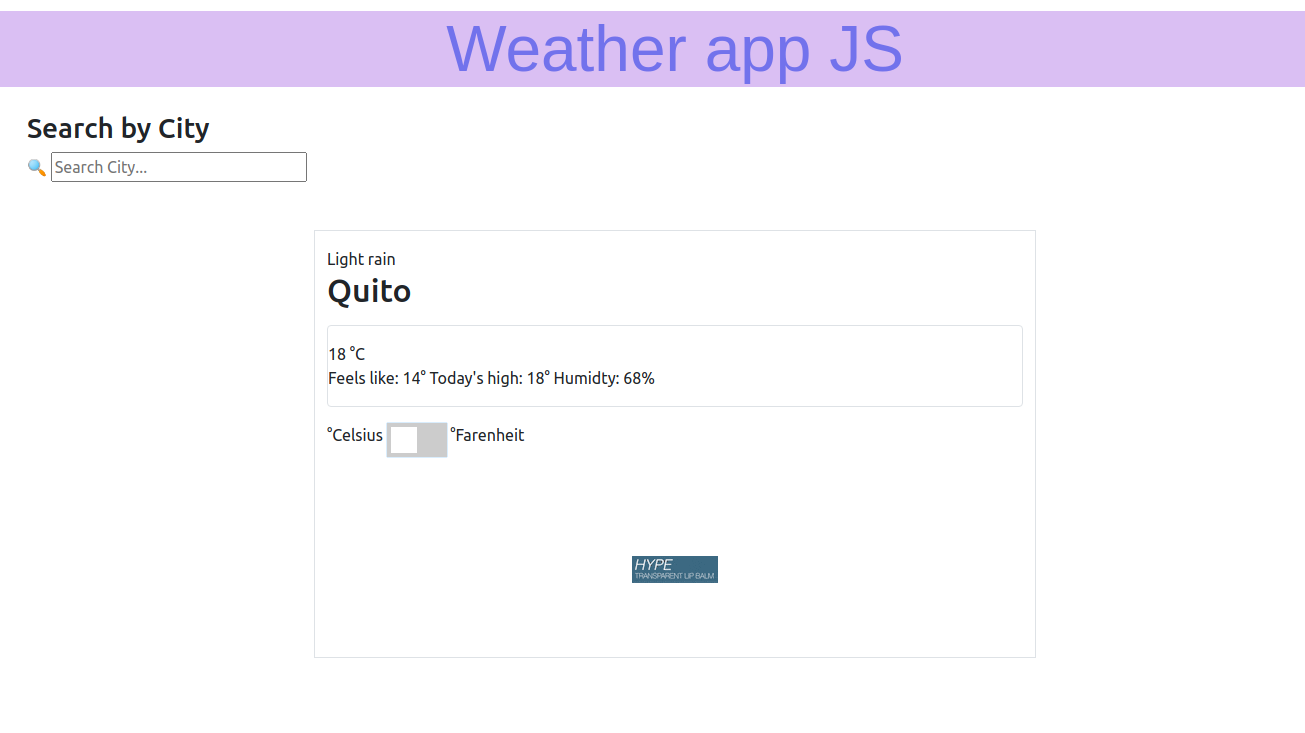 Weather app JS
Search by City
Search City...
Light rain
Quito
18 °C
Feels like: 14° Today's high: 18° Humidty: 68%
°Celsius °Farenheit
HYPE
TRANSPARENT LIP BALM